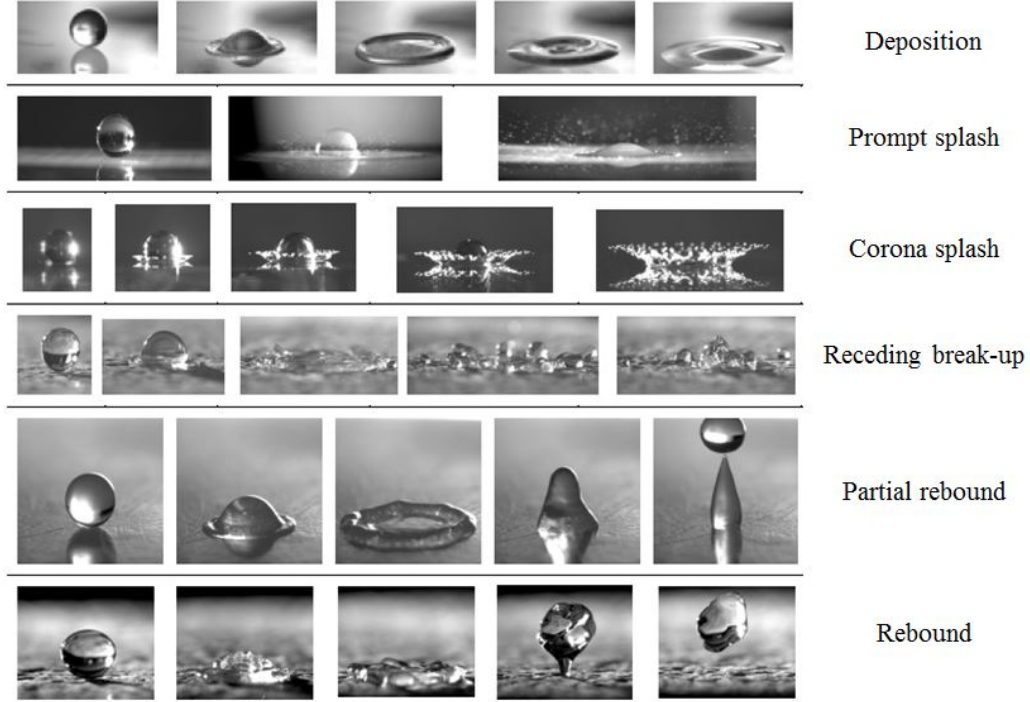 Deposition
Prompt splash
Corona splash
Receding break-up
Partial rebound
Rebound